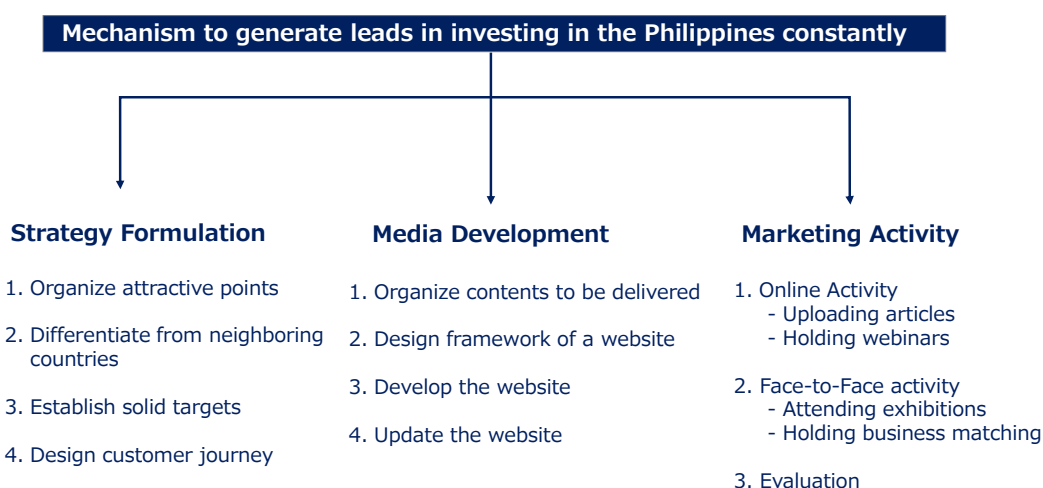 Mechanism to generate leads in investing in the Philippines constantly
Strategy Formulation
1. Organize attractive points
2. Differentiate from neighboring
countries
3. Establish solid targets
4. Design customer journey
Media Development
1. Organize contents to be delivered
2. Design framework of a website
3. Develop the website
4. Update the website
Marketing Activity
1. Online Activity
- Uploading articles
- Holding webinars
2. Face-to-Face activity
- Attending exhibitions
- Holding business matching
3. Evaluation